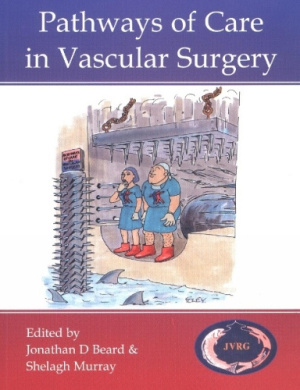 Pathways of Care
in Vascular Surgery
Edited by
Jonathan D Beard &
Shelagh Murray
JVRG